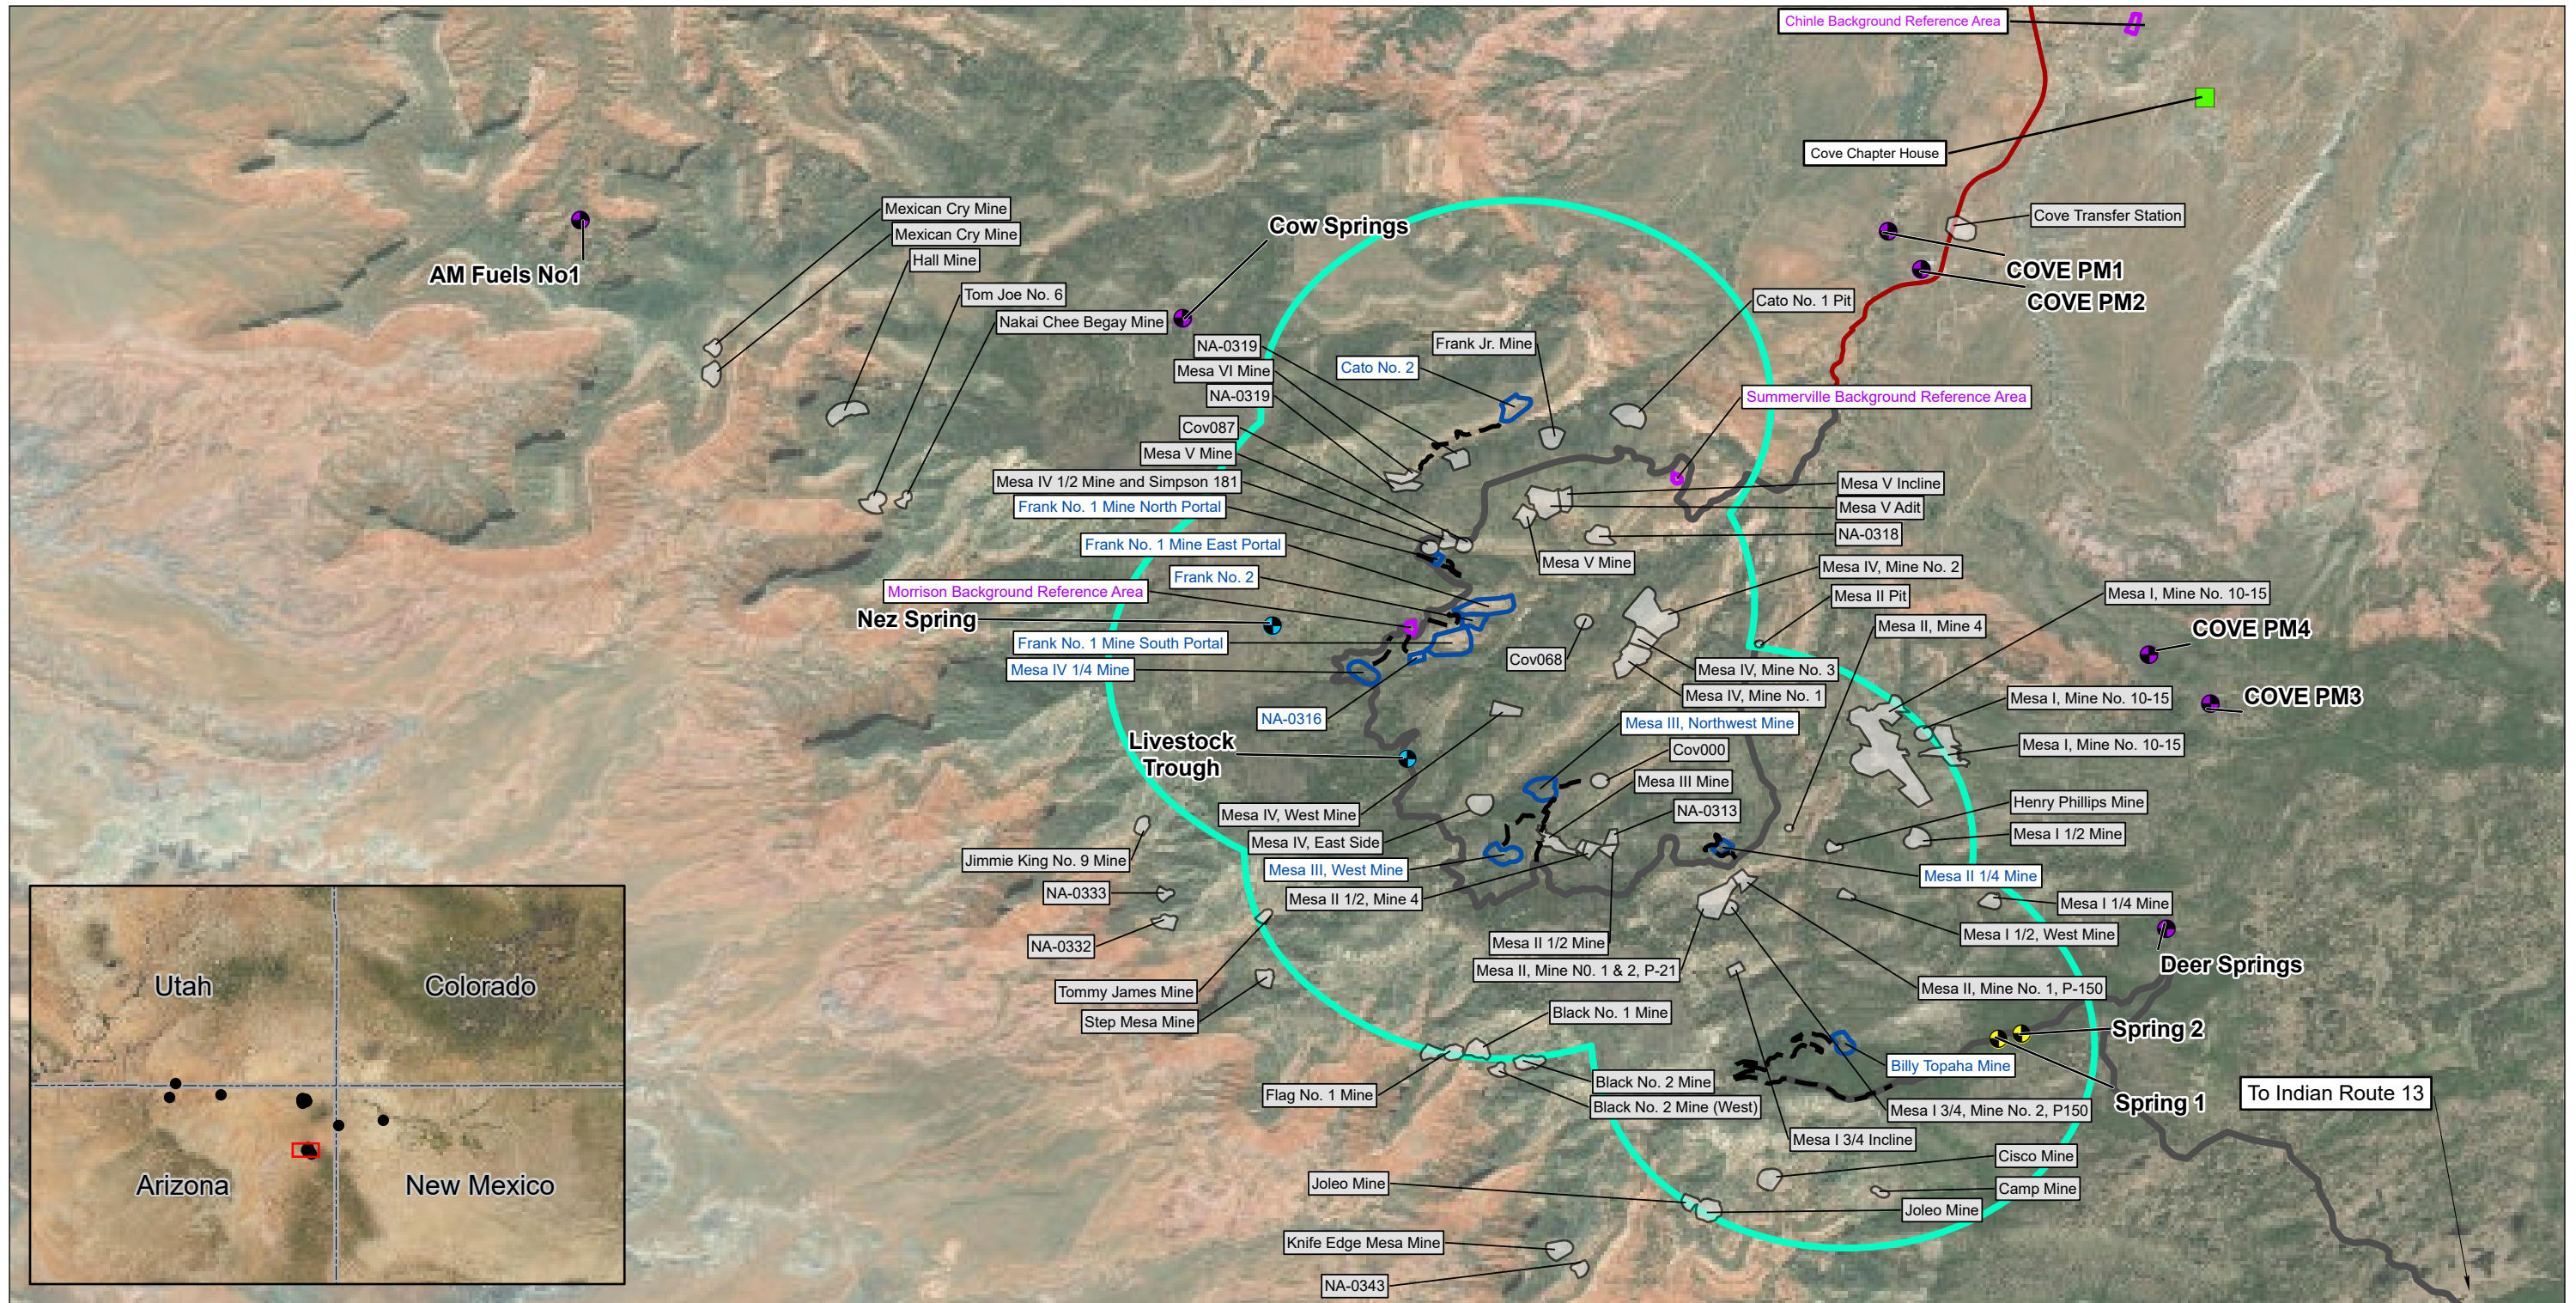 Chinle Background Reference Area
Cove Chapter House
Mexican Cry Mine
Cove Transfer Station
Cow Springs
Mexican Cry Mine
Hall Mine
AM Fuels No1
COVE PM1
Tom Joe No. 6
COVE PM2
Cato No. 1 Pit
Nakai Chee Begay Mine
NA-0319
Frank Jr. Mine
Mesa VI Mine
Cato No. 2
NA-0319
Summerville Background Reference Area
Cov087
Mesa V Mine
Mesa IV 1/2 Mine and Simpson 181
Mesa V Incline
Frank No. 1 Mine North Portal
Mesa V Adit
NA-0318
Frank No. 1 Mine East Portal
Mesa V Mine
Mesa IV, Mine No. 2
Frank No. 2
Morrison Background Reference Area
Mesa I, Mine No. 10-15
Mesa II Pit
Nez Spring
Mesa II, Mine 4
COVE PM4
Frank No. 1 Mine South Portal
Cov068
Mesa IV 1/4 Mine
Mesa IV, Mine No. 3
Mesa IV, Mine No. 1
Mesa I, Mine No. 10-15
COVE PM3
NA-0316
Mesa III, Northwest Mine
Livestock
Trough
Cov000
Mesa I, Mine No. 10-15
Mesa III Mine
Henry Phillips Mine
NA-0313
Mesa IV, West Mine
Mesa I 1/2 Mine
Mesa IV, East Side
Jimmie King No. 9 Mine
Mesa III, West Mine
Mesa II 1/4 Mine
NA-0333
Mesa II 1/2, Mine 4
Mesa I 1/4 Mine
Mesa I 1/2, West Mine
NA-0332
Mesa II 1/2 Mine
Deer Springs
Mesa II, Mine N0. 1 & 2, P-21
Mesa II, Mine No. 1, P-150
Tommy James Mine
Step Mesa Mine
Black No. 1 Mine
Spring 2
Billy Topaha Mine
Black No. 2 Mine
Flag No. 1 Mine
To Indian Route 13
Spring 1
Black No. 2 Mine (West)
Mesa I 3/4, Mine No. 2, P150
Mesa I 3/4 Incline
Cisco Mine
Joleo Mine
Camp Mine
Joleo Mine
Knife Edge Mesa Mine
NA-0343
Utah
Colorado
Arizona
New Mexico